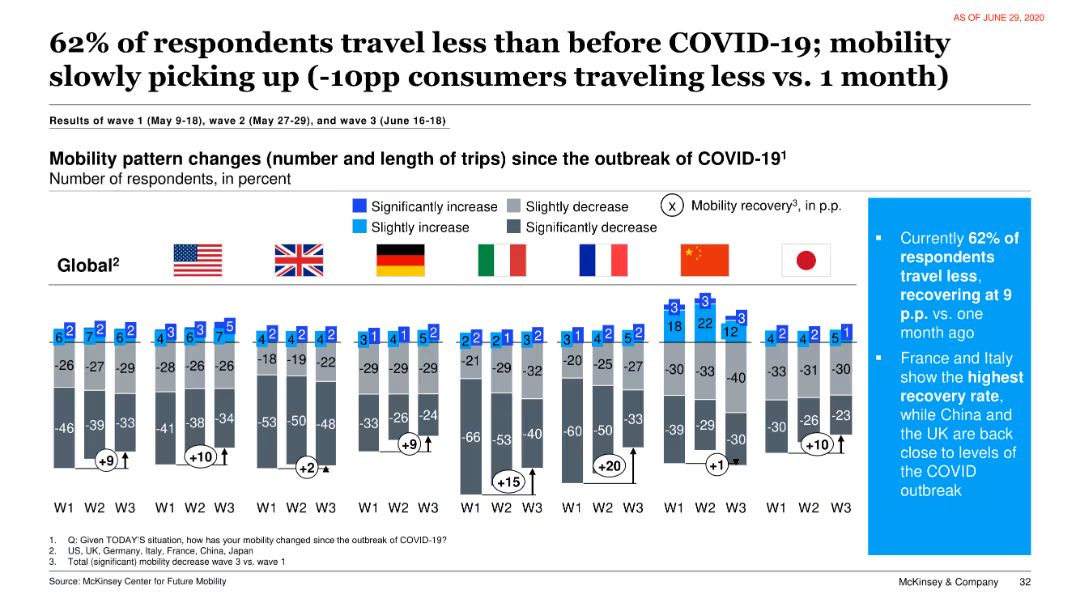 AS OF JUNE 29, 2020
62% of respondents travel less than before COVID-19; mobility
slowly picking up (-10pp consumers traveling less vs. 1 month)
Results of wave 1 (May 9-18), wave 2 (May 27-29), and wave 3 (June 16-18)
Mobility pattern changes (number and length of trips) since the outbreak of COVID-19¹
Number of respondents, in percent
Significantly increase
Slightly decrease
x Mobility recovery³, in p.p.
Slightly increase
Significantly decrease
Global²
6 2 7 2 6 2
-26 -27 -29
-46 -39 -33
+9
W1 W2 W3
4 3 6 3 7 5
-28 -26 -26
-41 -38 -34
+10
W1 W2 W3
4 2 4 2 4 2
-18 -19 -22
-53 -50 -48
+2
W1 W2 W3
3 1 4 1 5 2
-29 -29 -29
-33 -26 -24
+9
W1 W2 W3
2 2 2 1 4 2
-21 -29 -32
-66 -53 -40
+15
W1 W2 W3
3 1 4 2 5 2
-20 -25 -27
-60 -50 -33
+20
W1 W2 W3
18 3 22 3 12 3
-30 -33 -40
-39 -29 -30
+1
W1 W2 W3
4 2 4 2 5 1
-33 -31 -30
-33 -26 -23
+10
W1 W2 W3
Currently 62% of
respondents
travel less,
recovering at 9
p.p. vs. one
month ago
France and Italy
show the highest
recovery rate,
while China and
the UK are back
close to levels of
the COVID
outbreak
1. Q: Given TODAY'S situation, how has your mobility changed since the outbreak of COVID-19?
2. US, UK, Germany, Italy, France, China, Japan
3. Total (significant) mobility decrease wave 3 vs. wave 1
Source: McKinsey Center for Future Mobility
McKinsey & Company 32